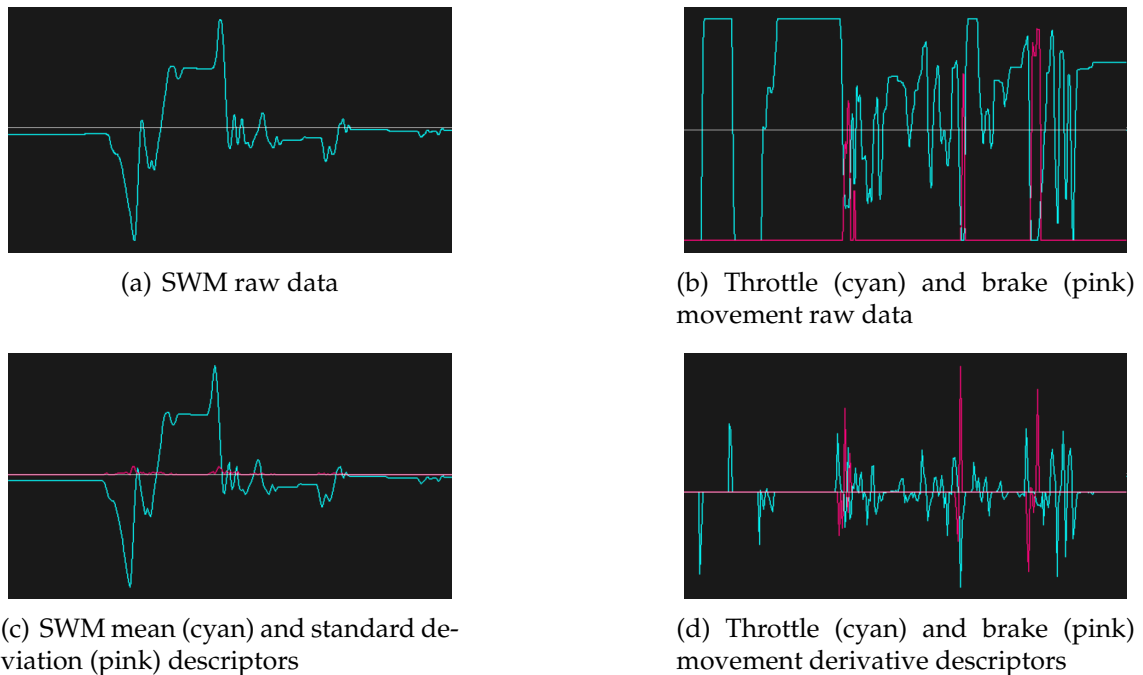 (a) SWM raw data
(b) Throttle (cyan) and brake (pink)
movement raw data
(c) SWM mean (cyan) and standard de-
viation (pink) descriptors
(d) Throttle (cyan) and brake (pink)
movement derivative descriptors